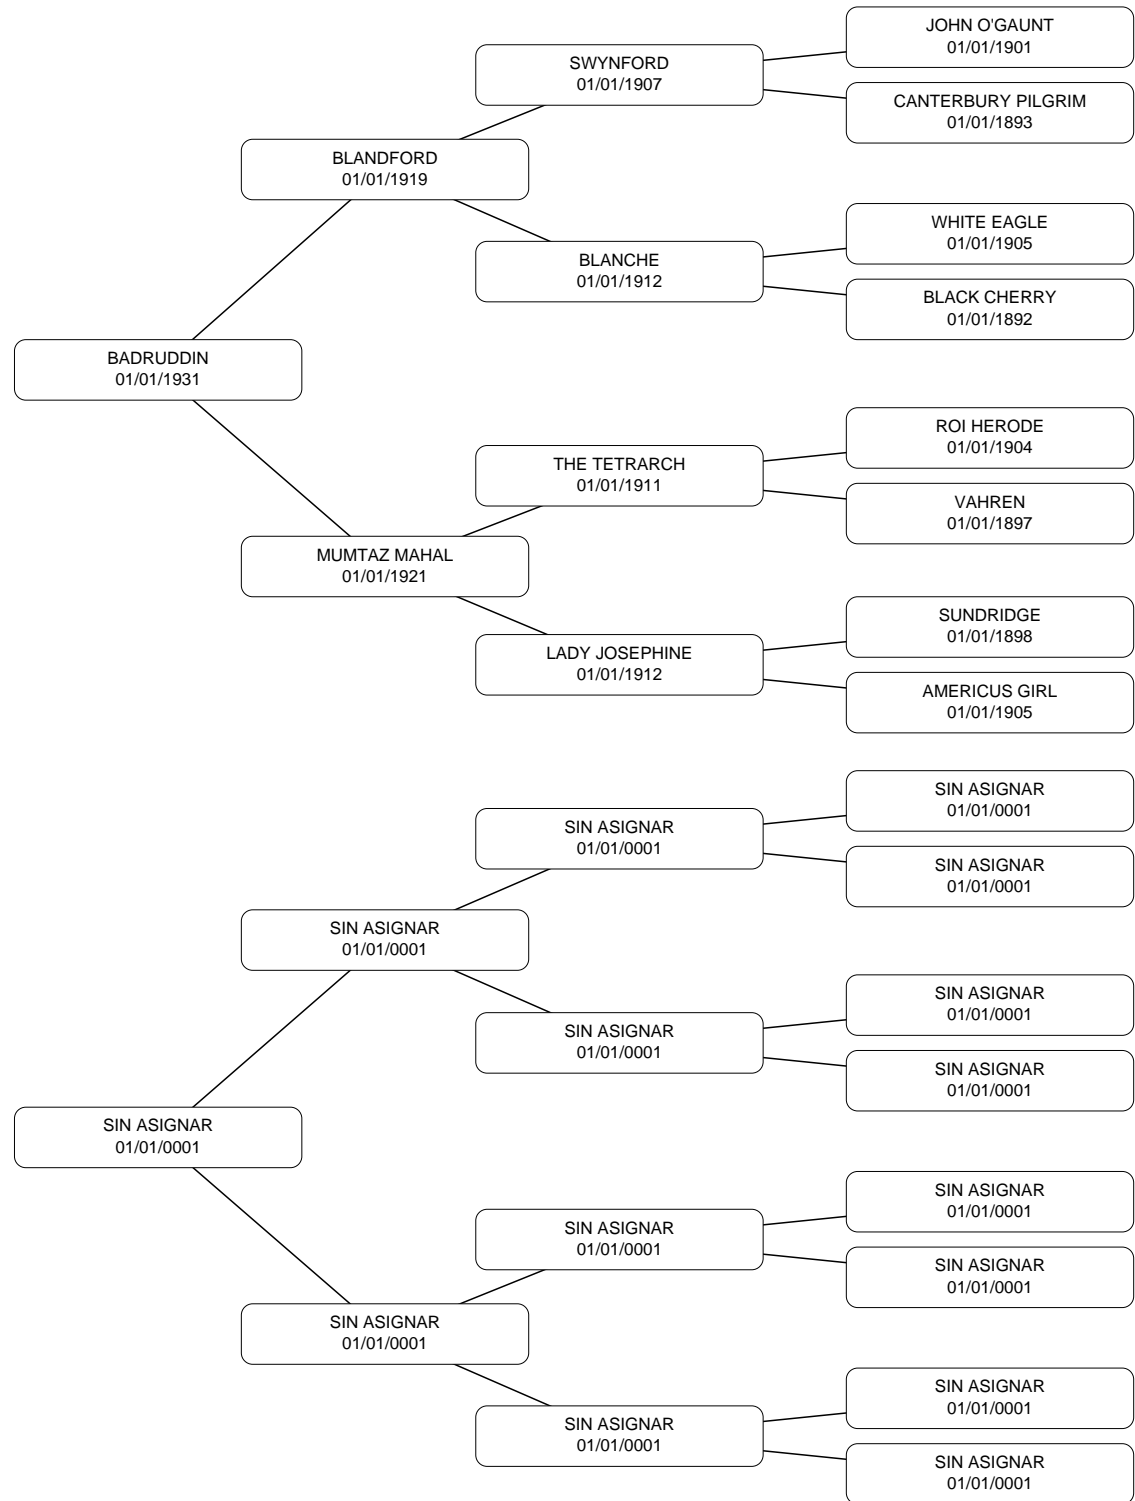 JOHN O'GAUNT
01/01/1901
SWYNFORD
01/01/1907
CANTERBURY PILGRIM
01/01/1893
BLANDFORD
01/01/1919
WHITE EAGLE
01/01/1905
BLANCHE
01/01/1912
BLACK CHERRY
01/01/1892
BADRUDDIN
01/01/1931
ROI HERODE
01/01/1904
THE TETRARCH
01/01/1911
VAHREN
01/01/1897
MUMTAZ MAHAL
01/01/1921
SUNDRIDGE
01/01/1898
LADY JOSEPHINE
01/01/1912
AMERICUS GIRL
01/01/1905
SIN ASIGNAR
01/01/0001
SIN ASIGNAR
01/01/0001
SIN ASIGNAR
01/01/0001
SIN ASIGNAR
01/01/0001
SIN ASIGNAR
01/01/0001
SIN ASIGNAR
01/01/0001
SIN ASIGNAR
01/01/0001
SIN ASIGNAR
01/01/0001
SIN ASIGNAR
01/01/0001
SIN ASIGNAR
01/01/0001
SIN ASIGNAR
01/01/0001
SIN ASIGNAR
01/01/0001
SIN ASIGNAR
01/01/0001
SIN ASIGNAR
01/01/0001
SIN ASIGNAR
01/01/0001